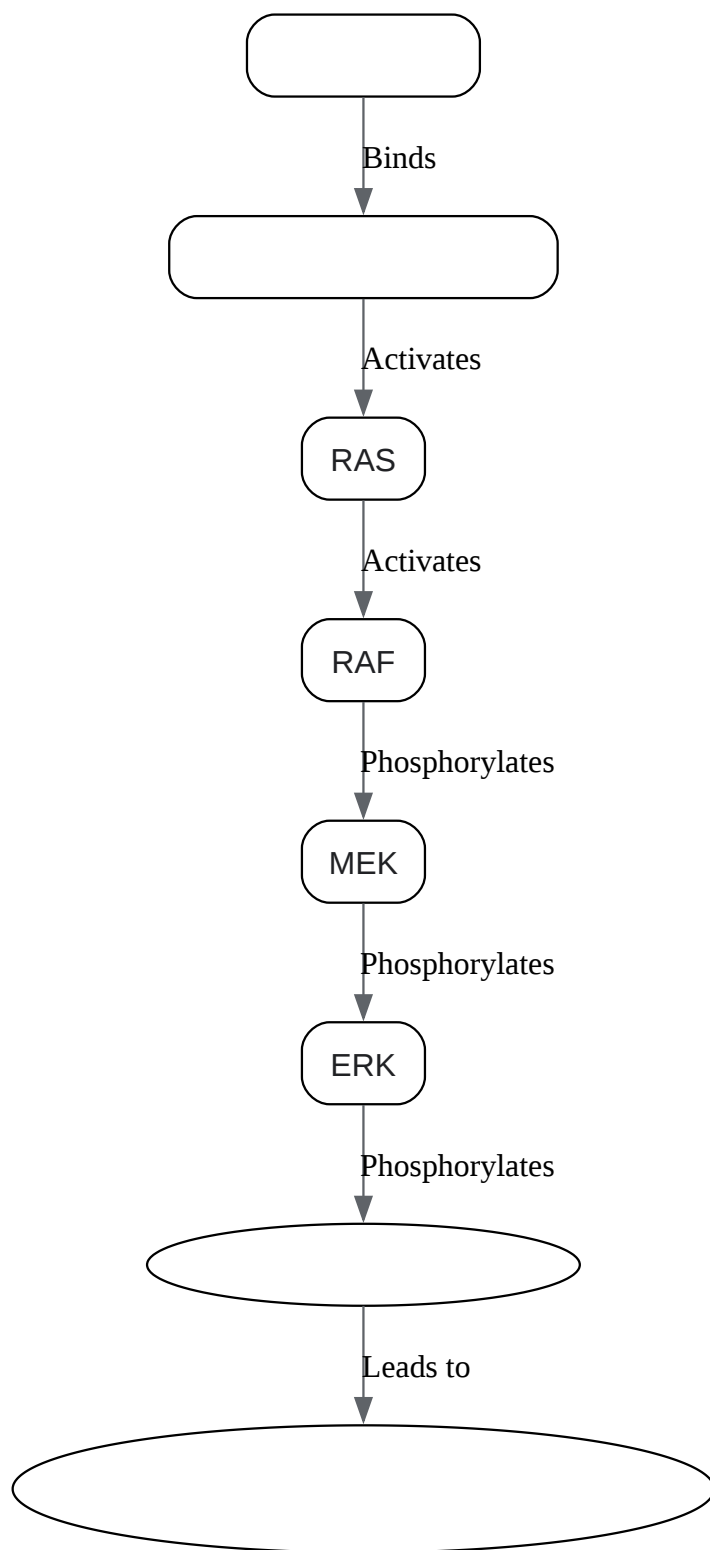 Binds
Activates
RAS
Activates
RAF
Phosphorylates
MEK
Phosphorylates
ERK
Phosphorylates
Leads to